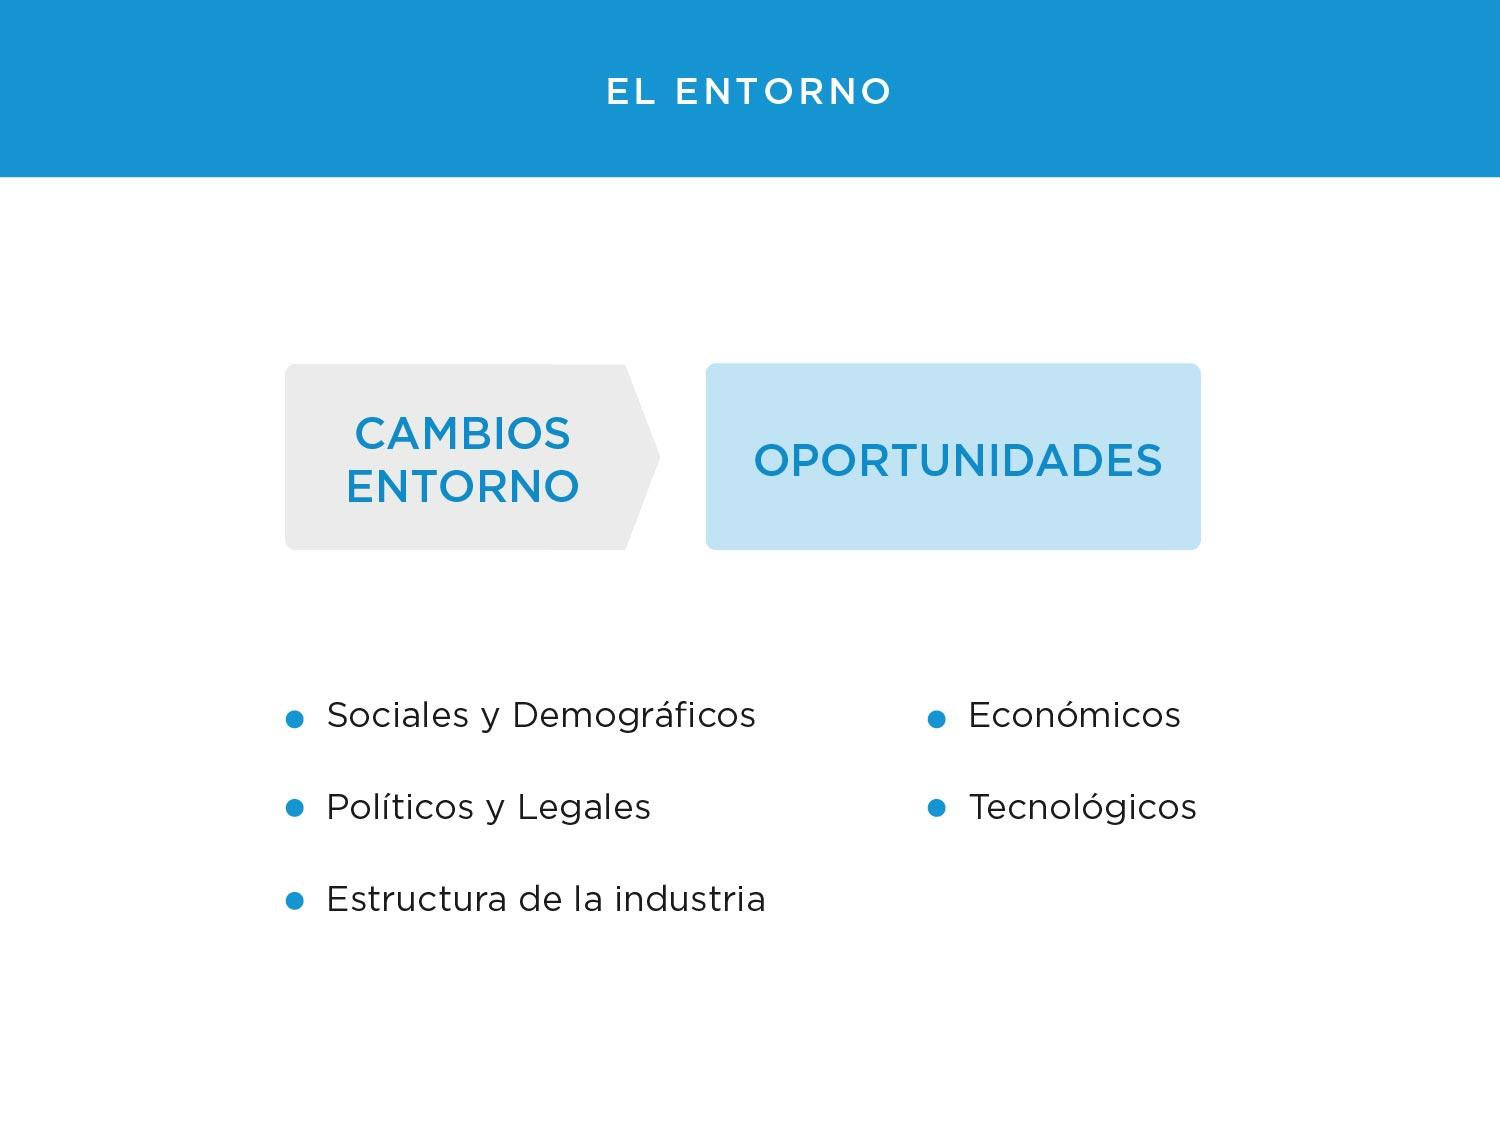 EL ENTORNO
CAMBIOS
ENTORNO
OPORTUNIDADES
Sociales y Demográficos
Políticos y Legales
Estructura de la industria
Económicos
Tecnológicos